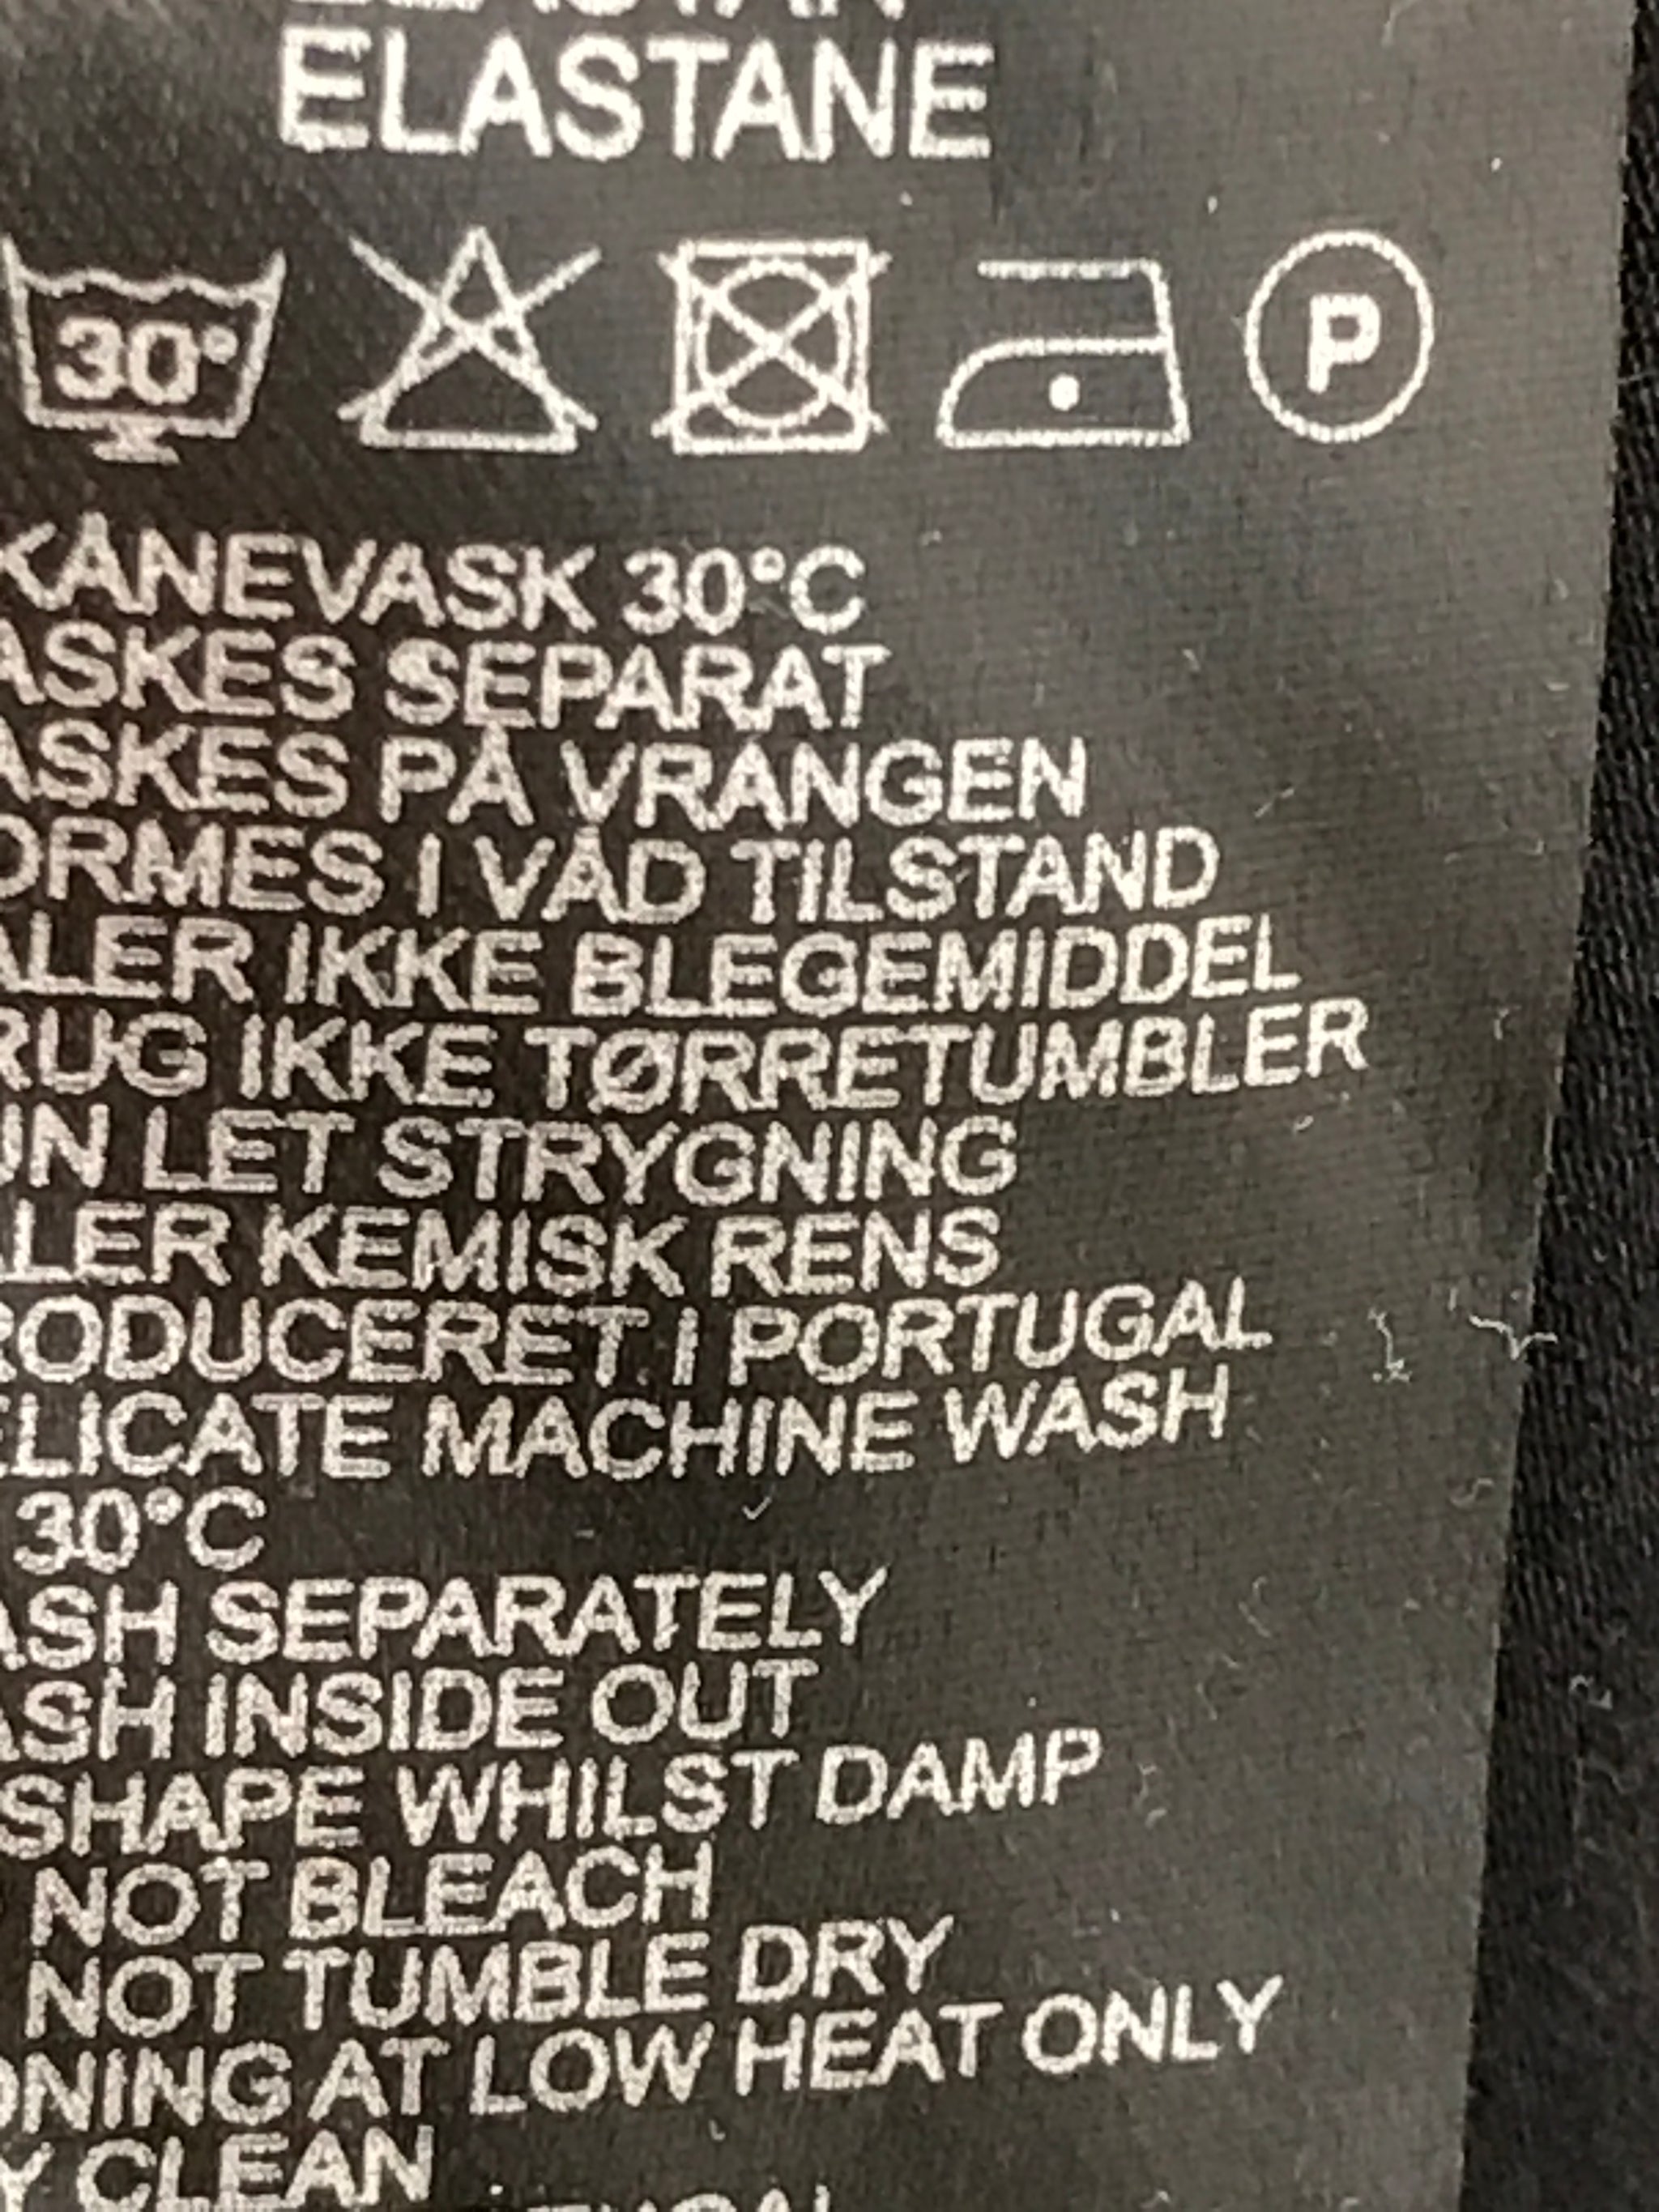 ELASTAN
ELASTANE
30° P
KÅNEVASK 30°C
ASKES SEPARAT
ASKES PÅ VRANGEN
ORMES I VÅD TILSTAND
ALER IKKE BLEGEMIDDEL
RUG IKKE TØRRETUMBLER
UN LET STRYGNING
ALER KEMISK RENS
RODUCERET I PORTUGAL
ELICATE MACHINE WASH
30°C
ASH SEPARATELY
ASH INSIDE OUT
SHAPE WHILST DAMP
NOT BLEACH
NOT TUMBLE DRY
ONING AT LOW HEAT ONLY
Y CLEAN